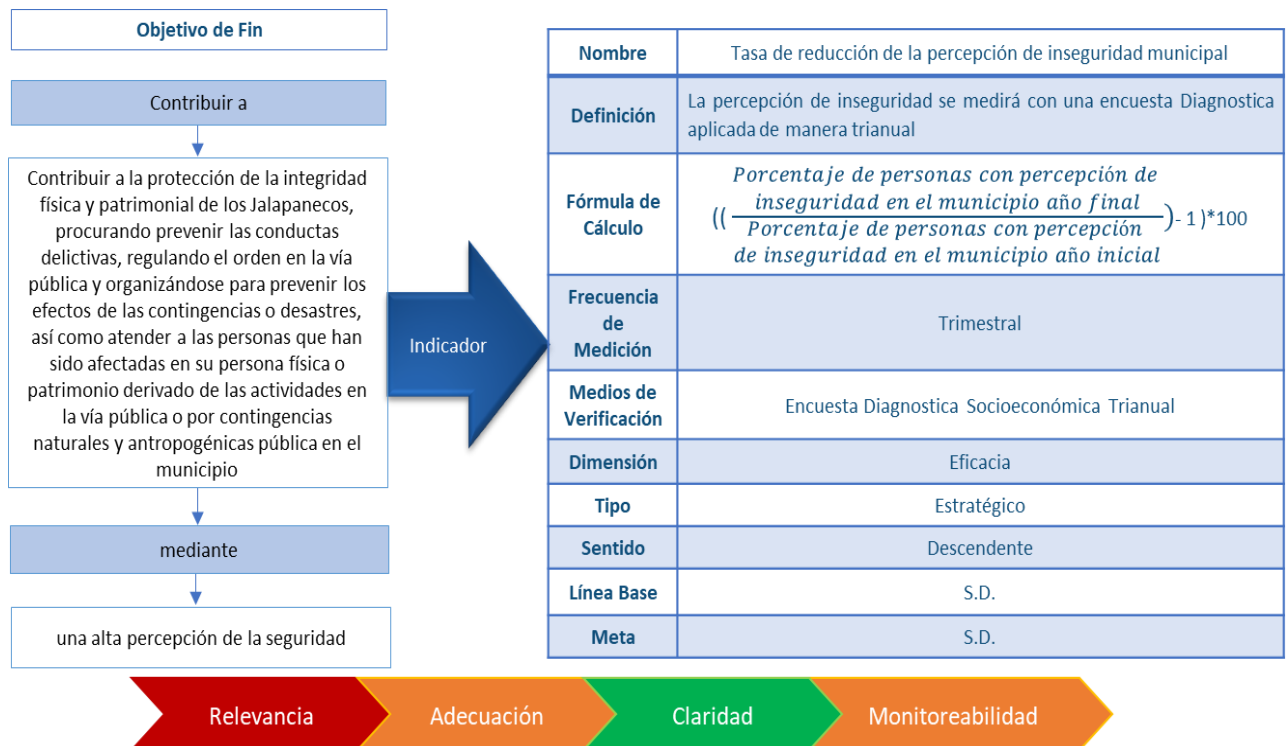 Objetivo de Fin
Contribuir a
Contribuir a la protección de la integridad
física y patrimonial de los Jalapanecos,
procurando prevenir las conductas
delictivas, regulando el orden en la vía
pública y organizándose para prevenir los
efectos de las contingencias o desastres,
así como atender a las personas que han
sido afectadas en su persona física o
patrimonio derivado de las actividades en
la vía pública o por contingencias
naturales y antropogénicas pública en el
municipio
mediante
una alta percepción de la seguridad
Indicador
Nombre
Tasa de reducción de la percepción de inseguridad municipal
Definición
La percepción de inseguridad se medirá con una encuesta Diagnostica
aplicada de manera trianual
Fórmula de
Cálculo
Porcentaje de personas con percepción de
inseguridad en el municipio año final
(( )- 1 )*100
Porcentaje de personas con percepción
de inseguridad en el municipio año inicial
Frecuencia
de
Medición
Trimestral
Medios de
Verificación
Encuesta Diagnostica Socioeconómica Trianual
Dimensión
Eficacia
Tipo
Estratégico
Sentido
Descendente
Línea Base
S.D.
Meta
S.D.
Relevancia
Adecuación
Claridad
Monitoreabilidad